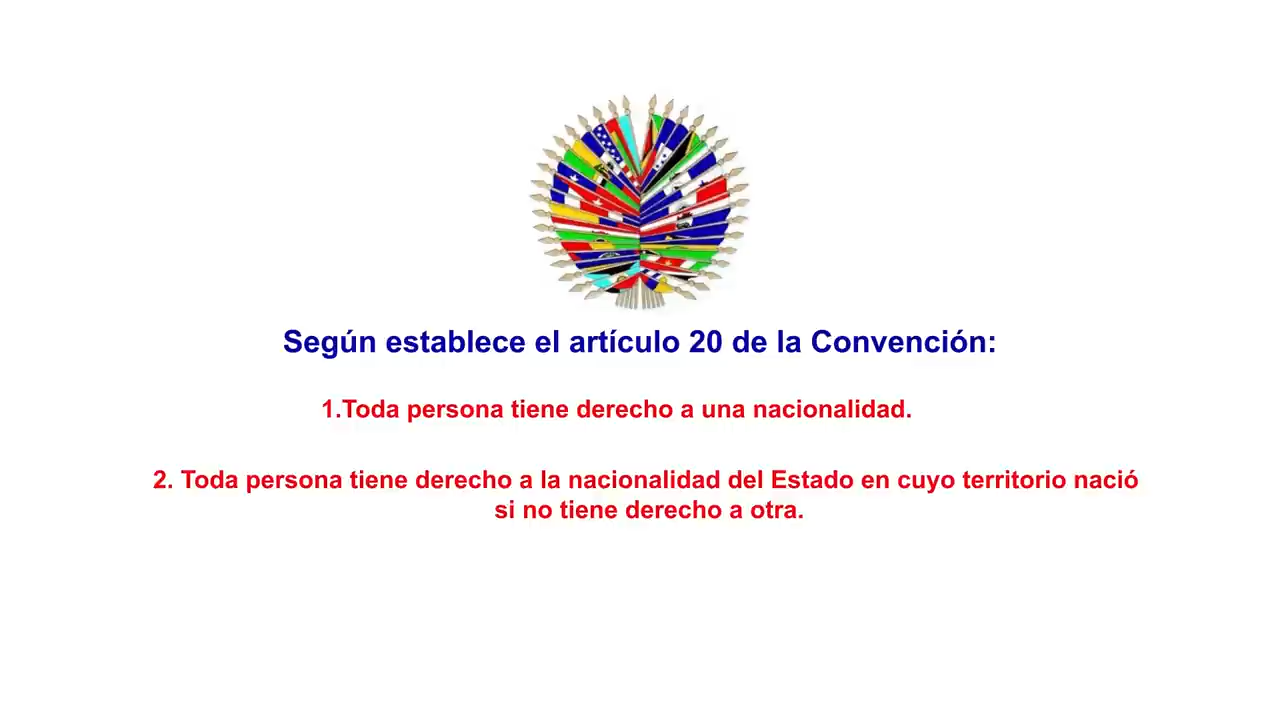 Según establece el artículo 20 de la Convención:
1.Toda persona tiene derecho a una nacionalidad.
2. Toda persona tiene derecho a la nacionalidad del Estado en cuyo territorio nació
si no tiene derecho a otra.